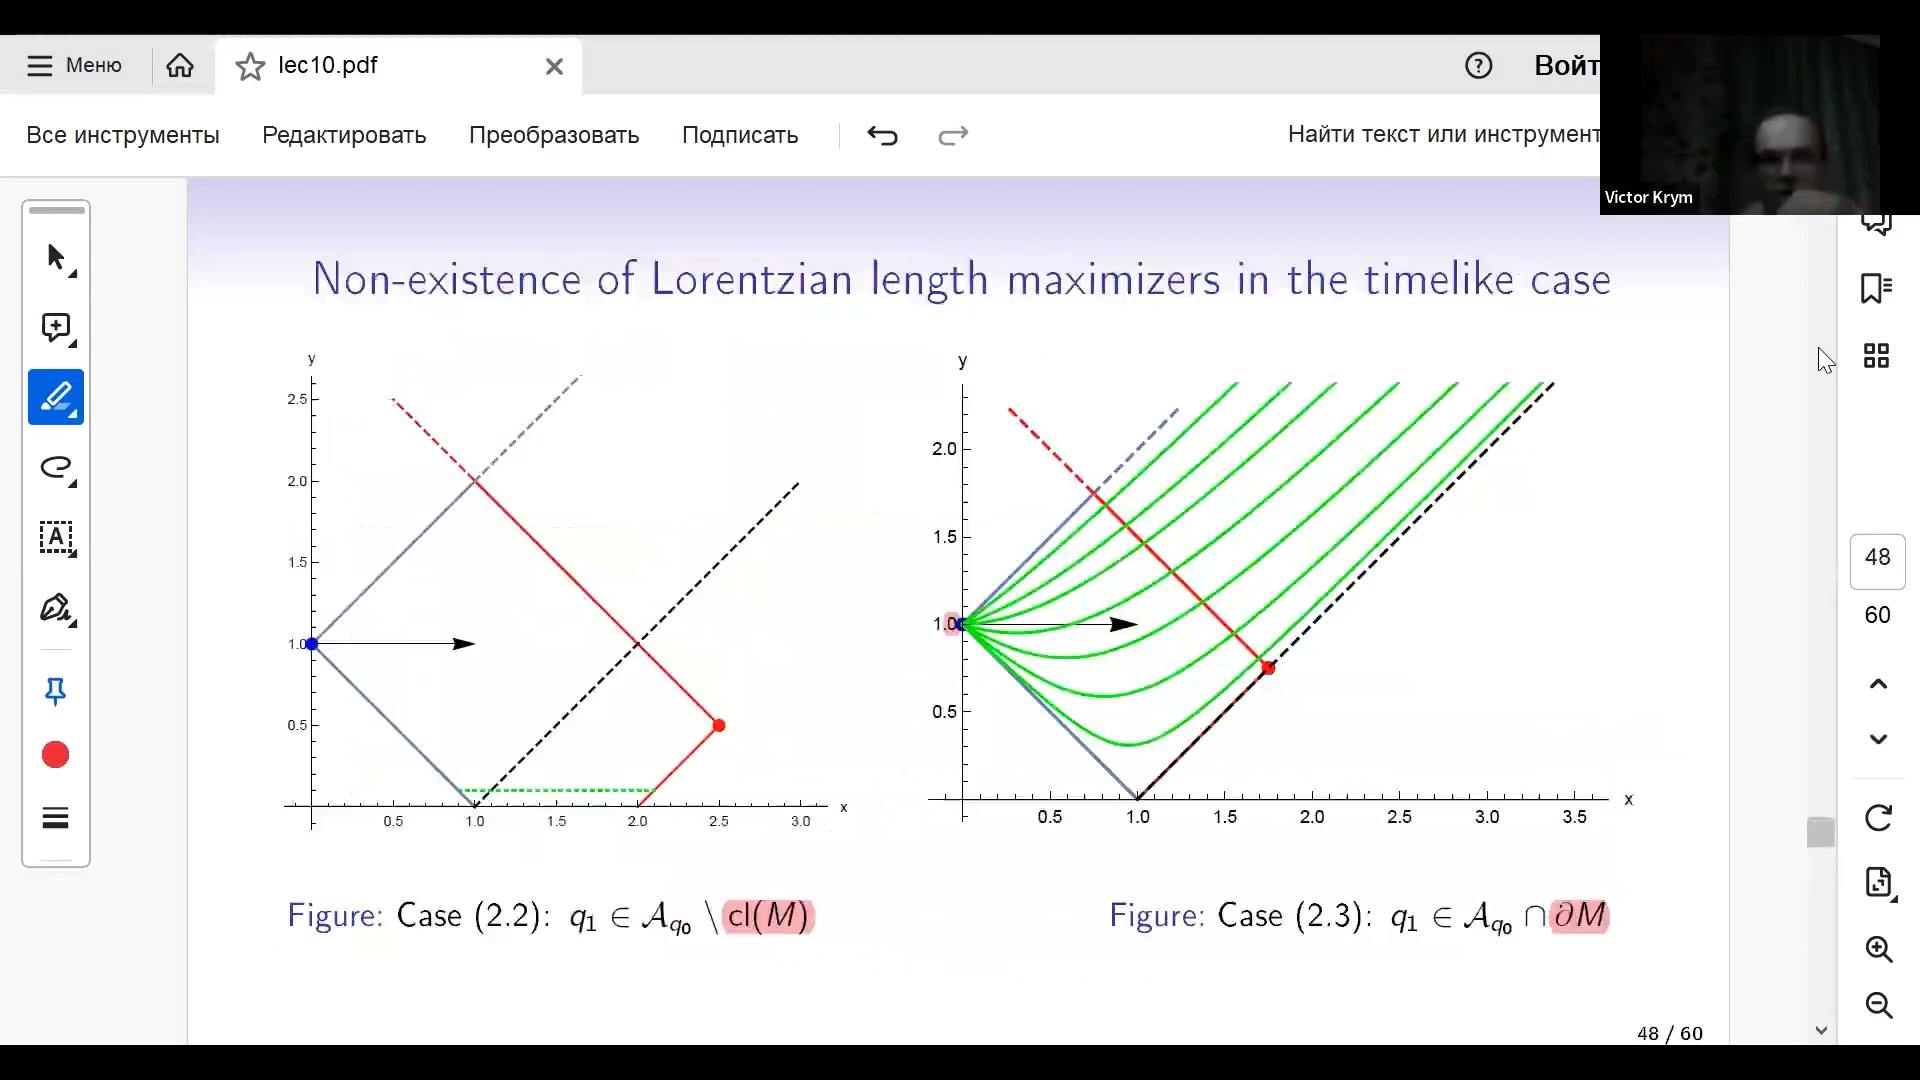 Меню
lec10.pdf
Войт
Все инструменты
Редактировать
Преобразовать
Подписать
Найти текст или инструмент
Victor Krym
Non-existence of Lorentzian length maximizers in the timelike case
y
2.5
2.0
1.5
1.0
0.5
0.5 1.0 1.5 2.0 2.5 3.0
x
y
2.0
1.5
1.0
0.5
0.5 1.0 1.5 2.0 2.5 3.0 3.5
x
Figure: Case (2.2): q₁ ∈ 𝒜q₀ \ cl(M)
Figure: Case (2.3): q₁ ∈ 𝒜q₀ ∩ ∂M
48 / 60
A
48
60